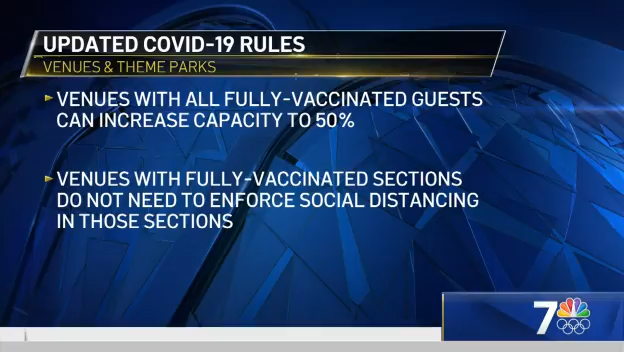 UPDATED COVID-19 RULES
VENUES & THEME PARKS
VENUES WITH ALL FULLY-VACCINATED GUESTS
CAN INCREASE CAPACITY TO 50%
VENUES WITH FULLY-VACCINATED SECTIONS
DO NOT NEED TO ENFORCE SOCIAL DISTANCING
IN THOSE SECTIONS
7